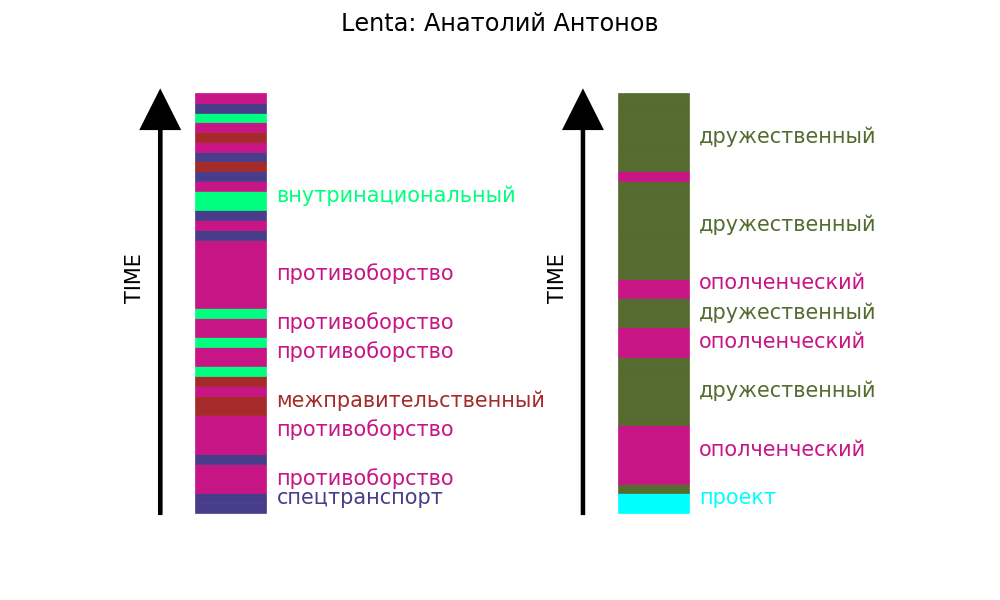 Lenta: Анатолий Антонов
TIME
внутринациональный
противоборство
противоборство
противоборство
межправительственный
противоборство
противоборство
спецтранспорт
TIME
дружественный
дружественный
ополченческий
дружественный
ополченческий
дружественный
ополченческий
проект